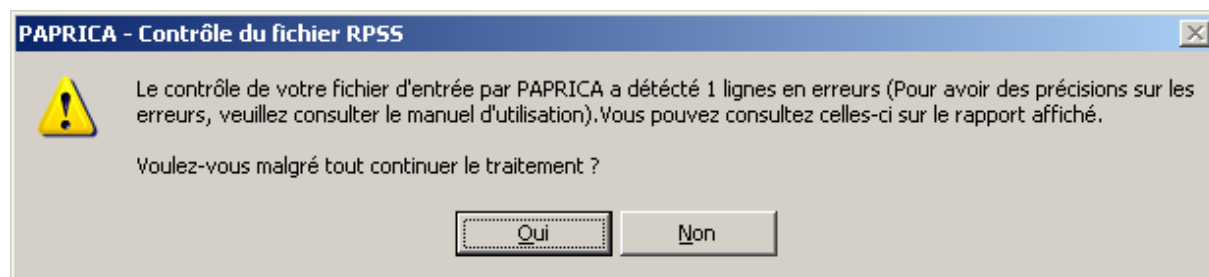 PAPRICA - Contrôle du fichier RPSS
Le contrôle de votre fichier d'entrée par PAPRICA a détécté 1 lignes en erreurs (Pour avoir des précisions sur les
erreurs, veuillez consulter le manuel d'utilisation).Vous pouvez consultez celles-ci sur le rapport affiché.
Voulez-vous malgré tout continuer le traitement ?
Oui
Non